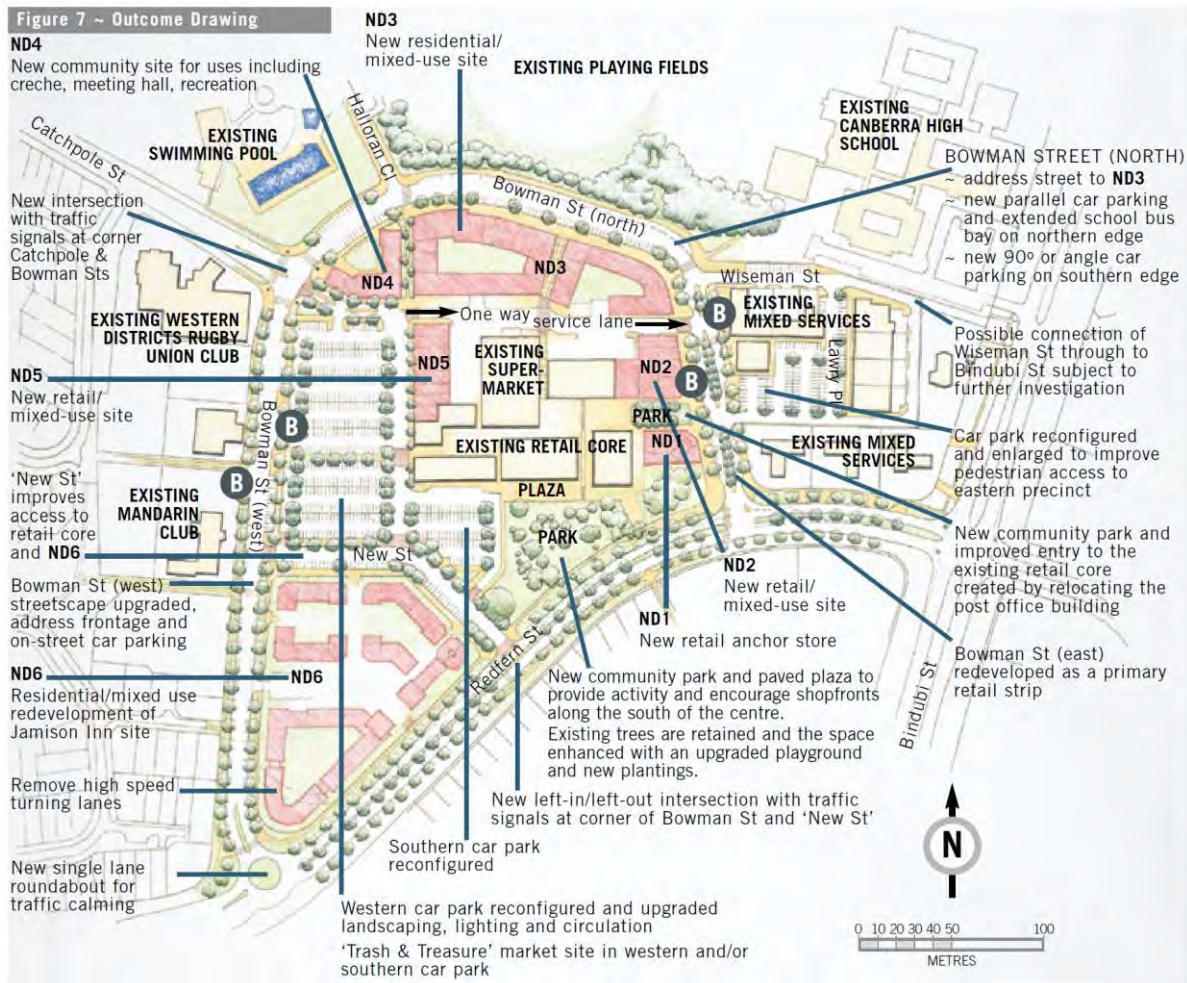 Figure 7 ~ Outcome Drawing
ND4
New community site for uses including
creche, meeting hall, recreation
ND3
New residential/
mixed-use site
EXISTING PLAYING FIELDS
EXISTING
SWIMMING POOL
Halloran Cl
Catchpole St
EXISTING
CANBERRA HIGH
SCHOOL
BOWMAN STREET (NORTH)
~ address street to ND3
~ new parallel car parking
and extended school bus
bay on northern edge
~ new 90º or angle car
parking on southern edge
New intersection
with traffic
signals at corner
Catchpole &
Bowman Sts
Bowman St (north)
ND3
ND4
Wiseman St
EXISTING WESTERN
DISTRICTS RUGBY
UNION CLUB
One way service lane
B
EXISTING
MIXED SERVICES
Possible connection of
Wiseman St through to
Bindubi St subject to
further investigation
ND5
New retail/
mixed-use site
ND5
EXISTING
SUPER-
MARKET
ND2
B
Lawry Pl
PARK
B
Bowman St (west)
EXISTING RETAIL CORE
ND1
EXISTING MIXED
SERVICES
Car park reconfigured
and enlarged to improve
pedestrian access to
eastern precinct
'New St'
improves
access to
retail core
and ND6
B
EXISTING
MANDARIN
CLUB
PLAZA
PARK
New St
New community park and
improved entry to the
existing retail core
created by relocating the
post office building
Bowman St (west)
streetscape upgraded,
address frontage and
on-street car parking
ND2
New retail/
mixed-use site
ND1
New retail anchor store
Redfern St
Bindubi St
Bowman St (east)
redeveloped as a primary
retail strip
ND6
Residential/mixed use
redevelopment of
Jamison Inn site
ND6
New community park and paved plaza to
provide activity and encourage shopfronts
along the south of the centre.
Existing trees are retained and the space
enhanced with an upgraded playground
and new plantings.
Remove high speed
turning lanes
New left-in/left-out intersection with traffic
signals at corner of Bowman St and 'New St'
Southern car park
reconfigured
New single lane
roundabout for
traffic calming
Western car park reconfigured and upgraded
landscaping, lighting and circulation
'Trash & Treasure' market site in western and/or
southern car park
N
0 10 20 30 40 50 100
METRES